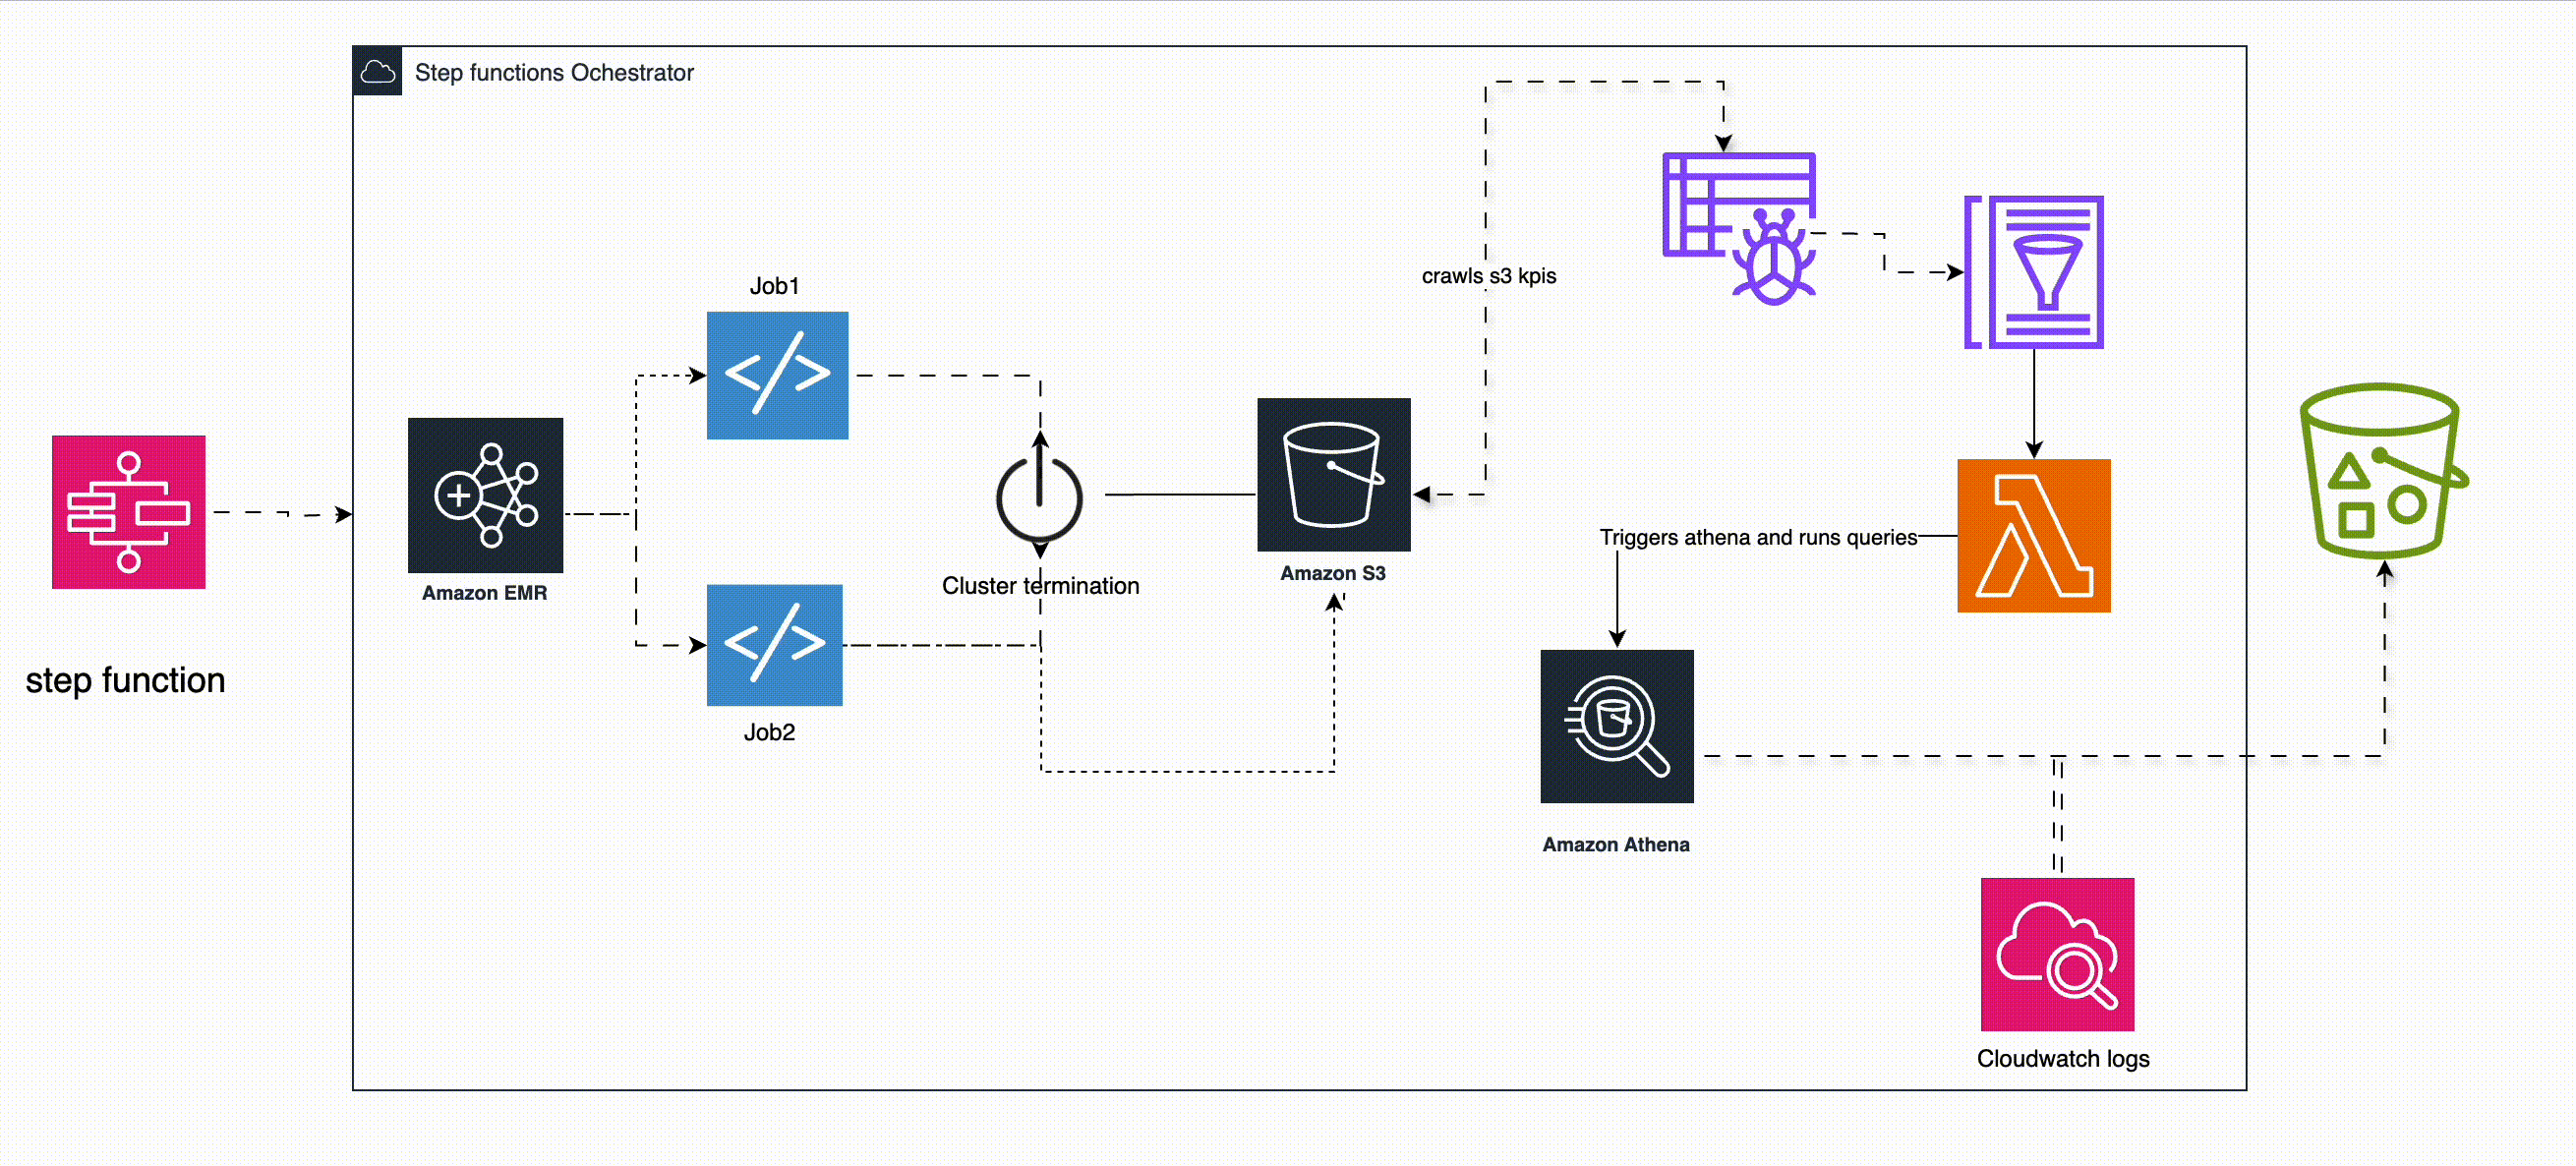 Step functions Ochestrator
crawls s3 kpis
Job1
Amazon EMR
step function
Cluster termination
Job2
Amazon S3
Triggers athena and runs queries
Amazon Athena
Cloudwatch logs